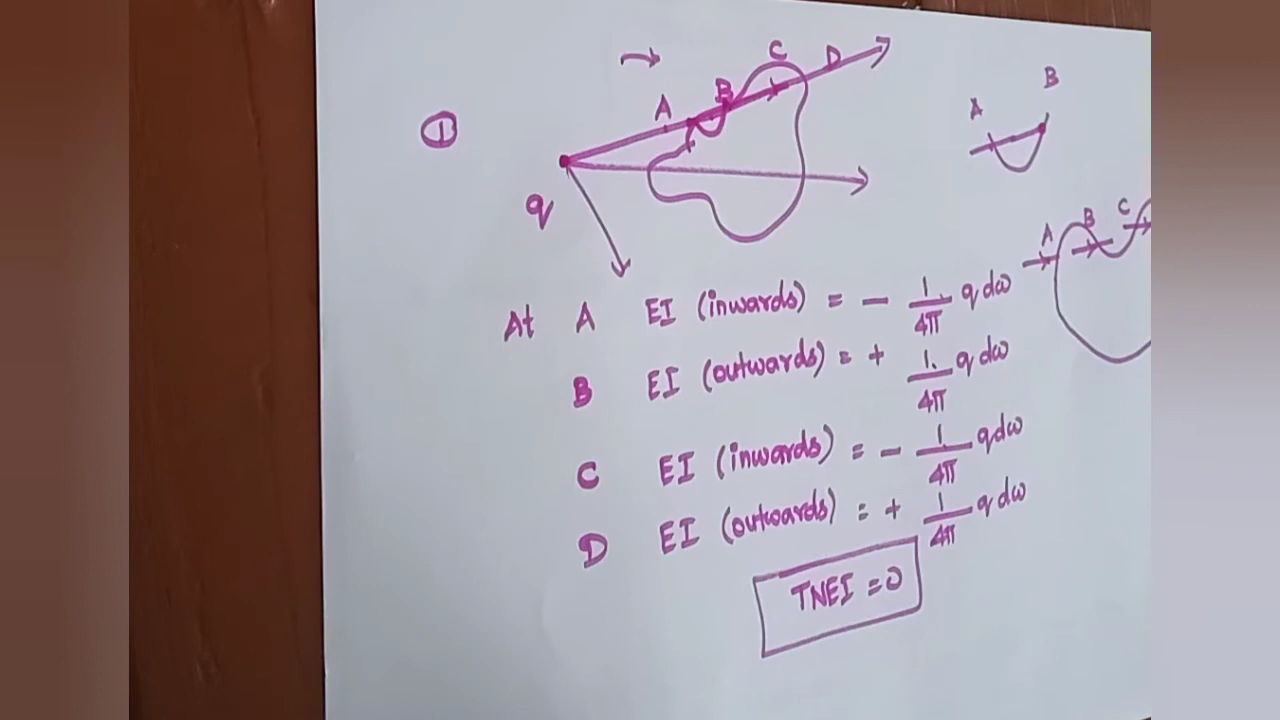 ①
A B C D
q
A B
A B C
At A EI (inwards) = - 1/4π q dω
B EI (outwards) = + 1/4π q dω
C EI (inwards) = - 1/4π q dω
D EI (outwards) = + 1/4π q dω
TNEI = 0